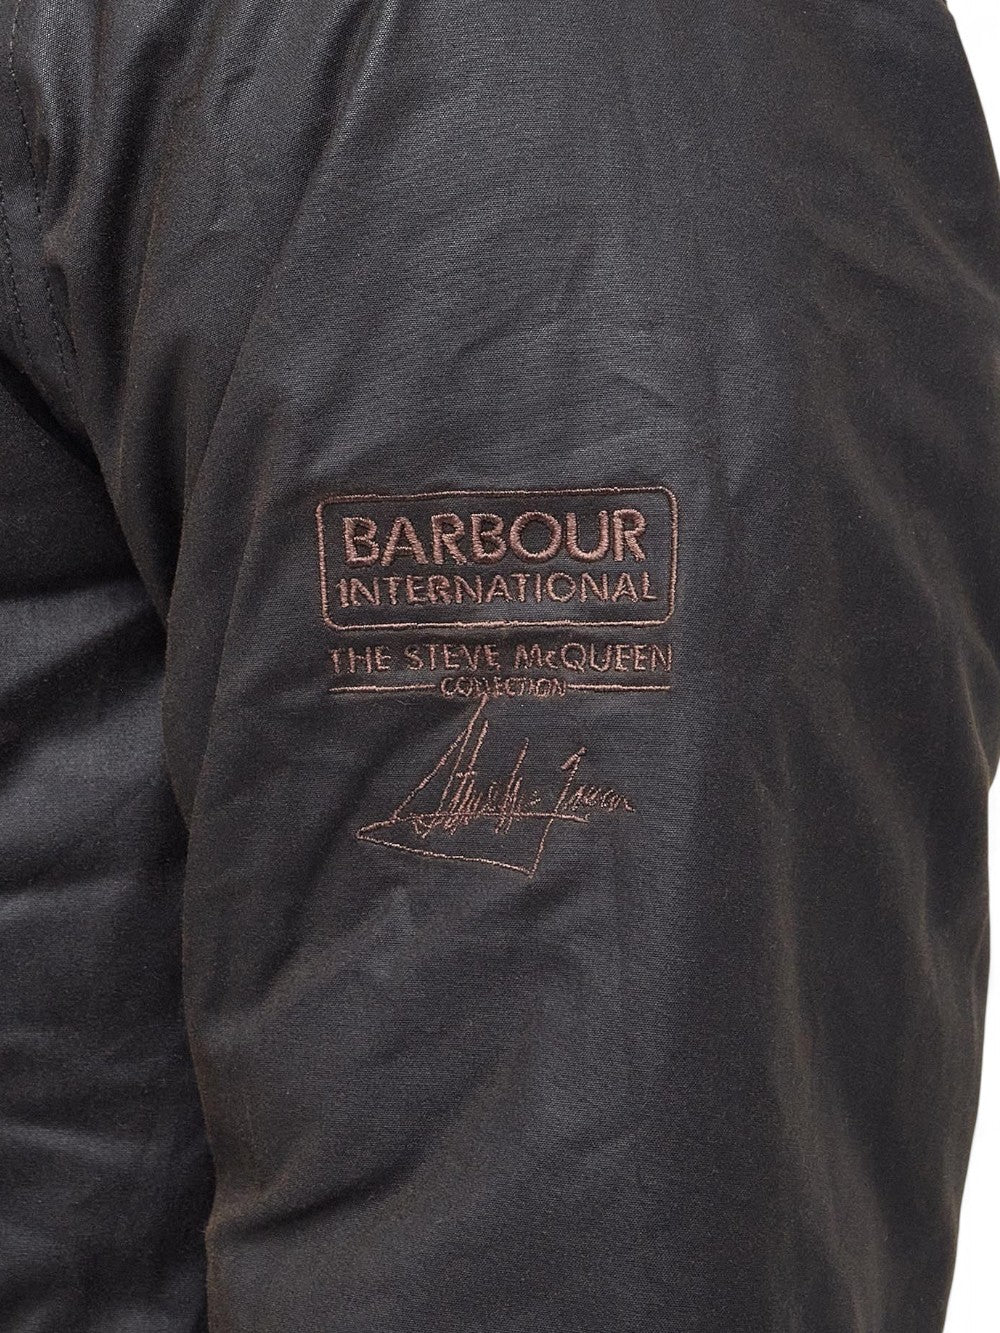 BARBOUR
INTERNATIONAL
THE STEVE McQUEEN
COLLECTION